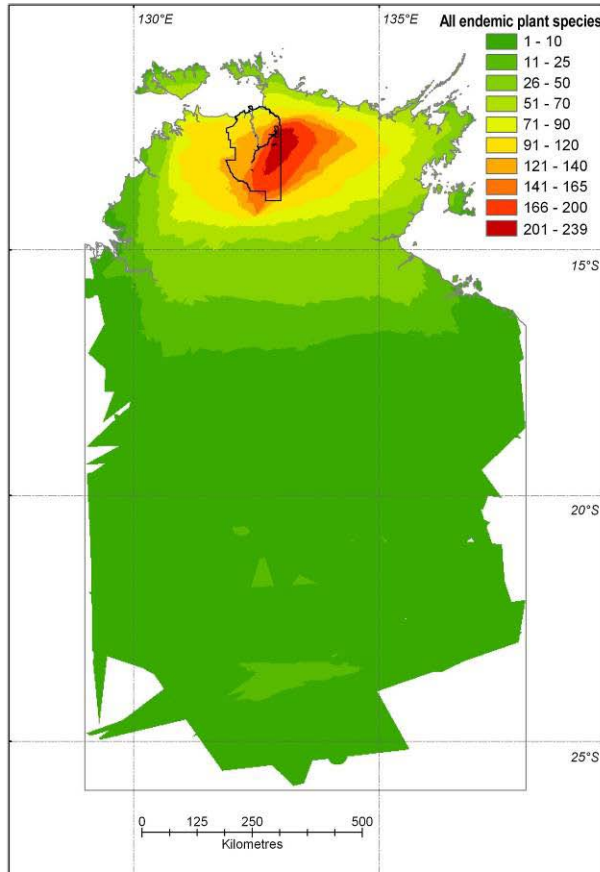 130°E
135°E
All endemic plant species
1 - 10
11 - 25
26 - 50
51 - 70
71 - 90
91 - 120
121 - 140
141 - 165
166 - 200
201 - 239
15°S
20°S
25°S
0 125 250 500
Kilometres